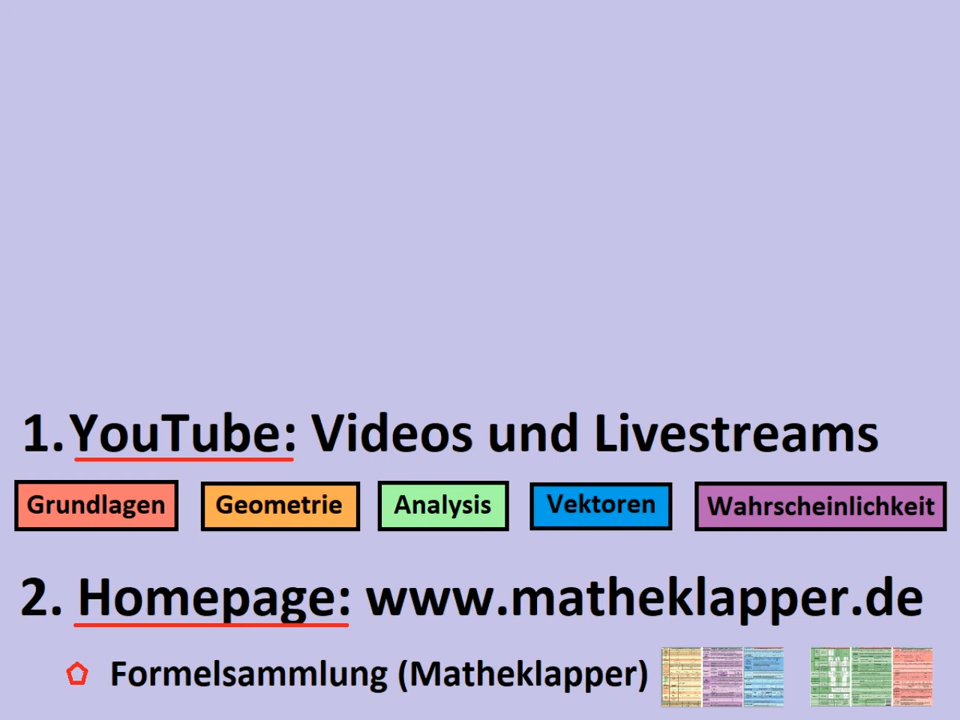 1. YouTube: Videos und Livestreams
Grundlagen Geometrie Analysis Vektoren Wahrscheinlichkeit
2. Homepage: www.matheklapper.de
Formelsammlung (Matheklapper)